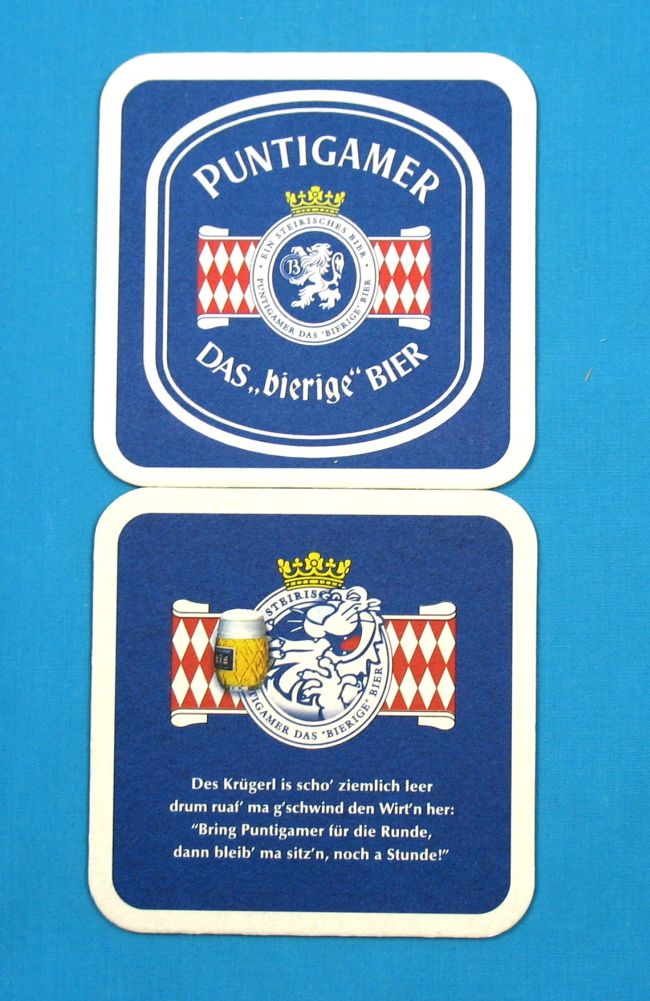 PUNTIGAMER
· EIN STEIRISCHES BIER ·
B
PUNTIGAMER DAS "BIERIGE" BIER
DAS „bierige“ BIER
STEIRISC
TIGAMER DAS "BIERIGE" BIER
Des Krügerl is scho’ ziemlich leer
drum ruaf’ ma g’schwind den Wirt’n her:
“Bring Puntigamer für die Runde,
dann bleib’ ma sitz’n, noch a Stunde!”